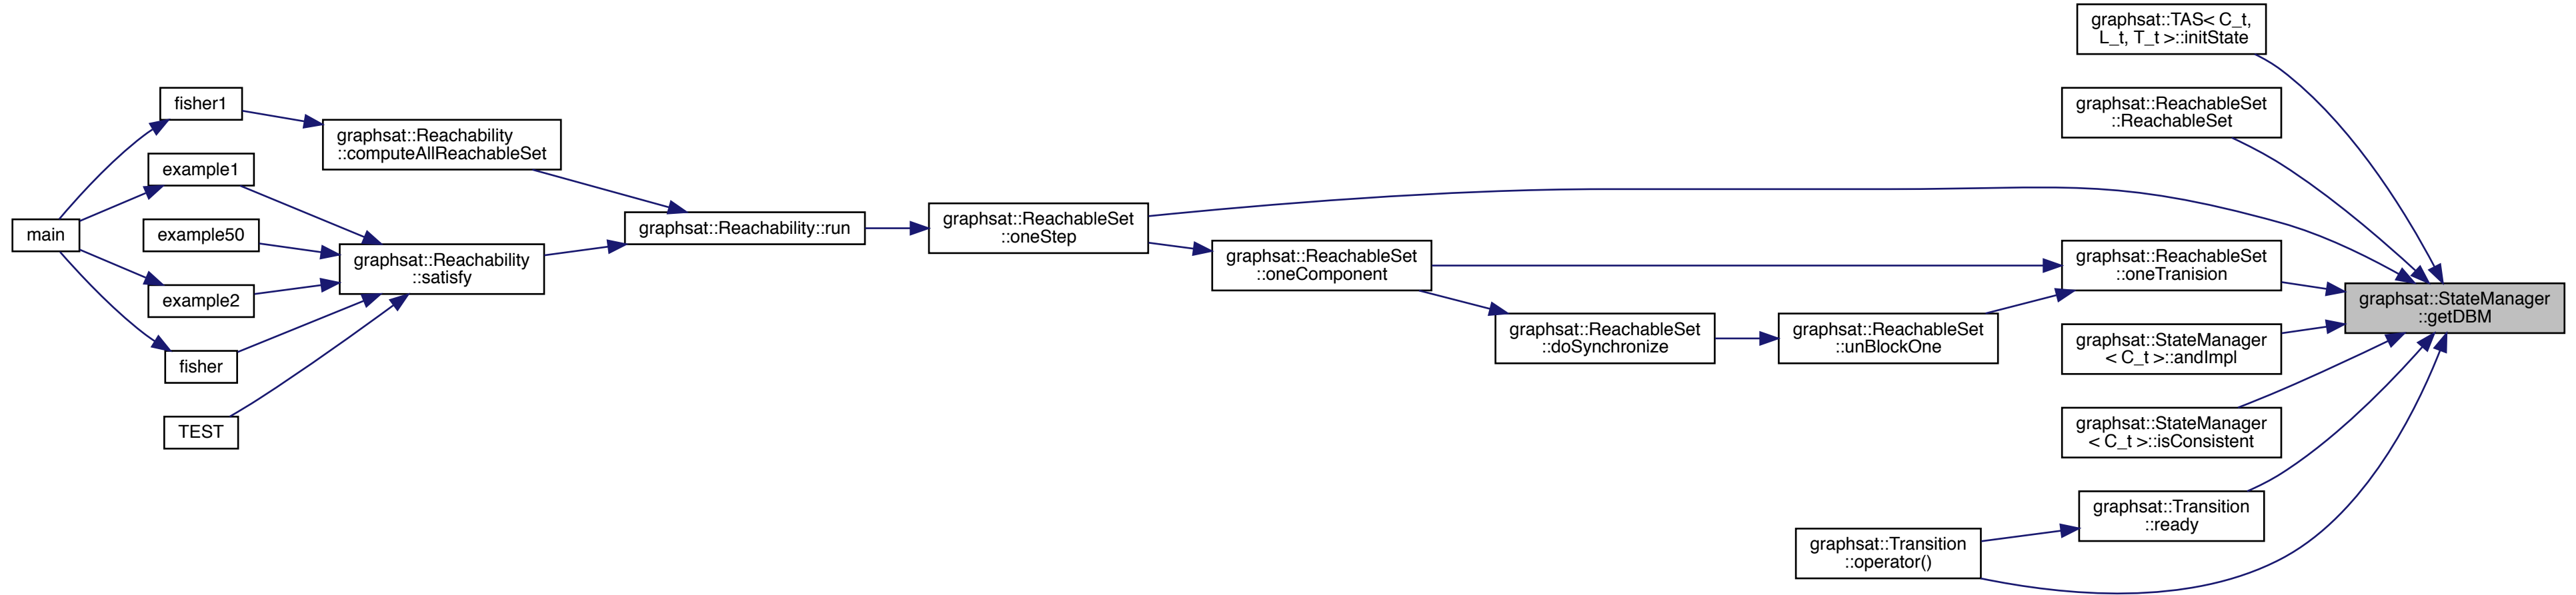 graphsat::TAS< C_t,
L_t, T_t >::initState
graphsat::ReachableSet
::ReachableSet
fisher1
graphsat::Reachability
::computeAllReachableSet
example1
main
example50
graphsat::Reachability::run
graphsat::ReachableSet
::oneStep
graphsat::Reachability
::satisfy
graphsat::ReachableSet
::oneComponent
graphsat::ReachableSet
::oneTranision
graphsat::StateManager
::getDBM
example2
graphsat::ReachableSet
::doSynchronize
graphsat::ReachableSet
::unBlockOne
graphsat::StateManager
< C_t >::andImpl
fisher
graphsat::StateManager
< C_t >::isConsistent
TEST
graphsat::Transition
::ready
graphsat::Transition
::operator()